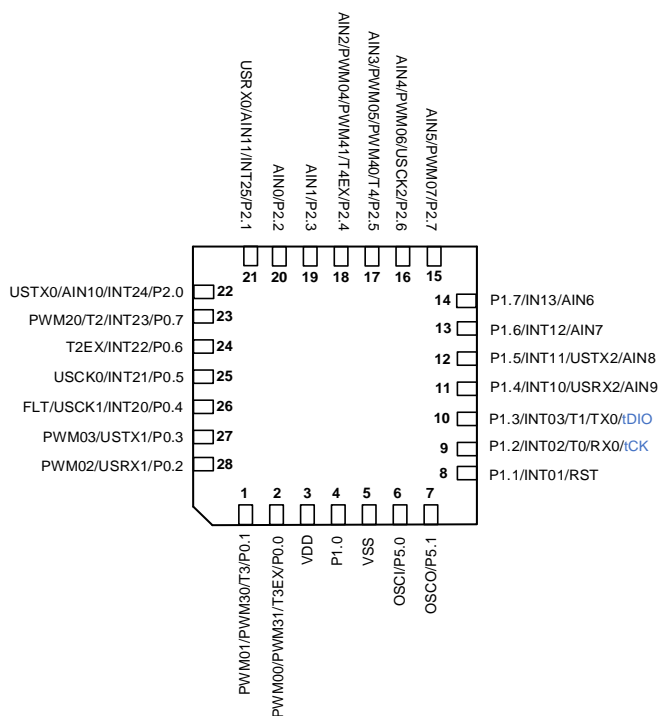 USRX0/AIN11/INT25/P2.1
AIN0/P2.2
AIN1/P2.3
AIN2/PWM04/PWM41/T4EX/P2.4
AIN3/PWM05/PWM40/T4/P2.5
AIN4/PWM06/USCK2/P2.6
AIN5/PWM07/P2.7
21 20 19 18 17 16 15
USTX0/AIN10/INT24/P2.0 22
PWM20/T2/INT23/P0.7 23
T2EX/INT22/P0.6 24
USCK0/INT21/P0.5 25
FLT/USCK1/INT20/P0.4 26
PWM03/USTX1/P0.3 27
PWM02/USRX1/P0.2 28
14 P1.7/IN13/AIN6
13 P1.6/INT12/AIN7
12 P1.5/INT11/USTX2/AIN8
11 P1.4/INT10/USRX2/AIN9
10 P1.3/INT03/T1/TX0/tDIO
9 P1.2/INT02/T0/RX0/tCK
8 P1.1/INT01/RST
1 2 3 4 5 6 7
PWM01/PWM30/T3/P0.1
PWM00/PWM31/T3EX/P0.0
VDD
P1.0
VSS
OSCI/P5.0
OSCO/P5.1